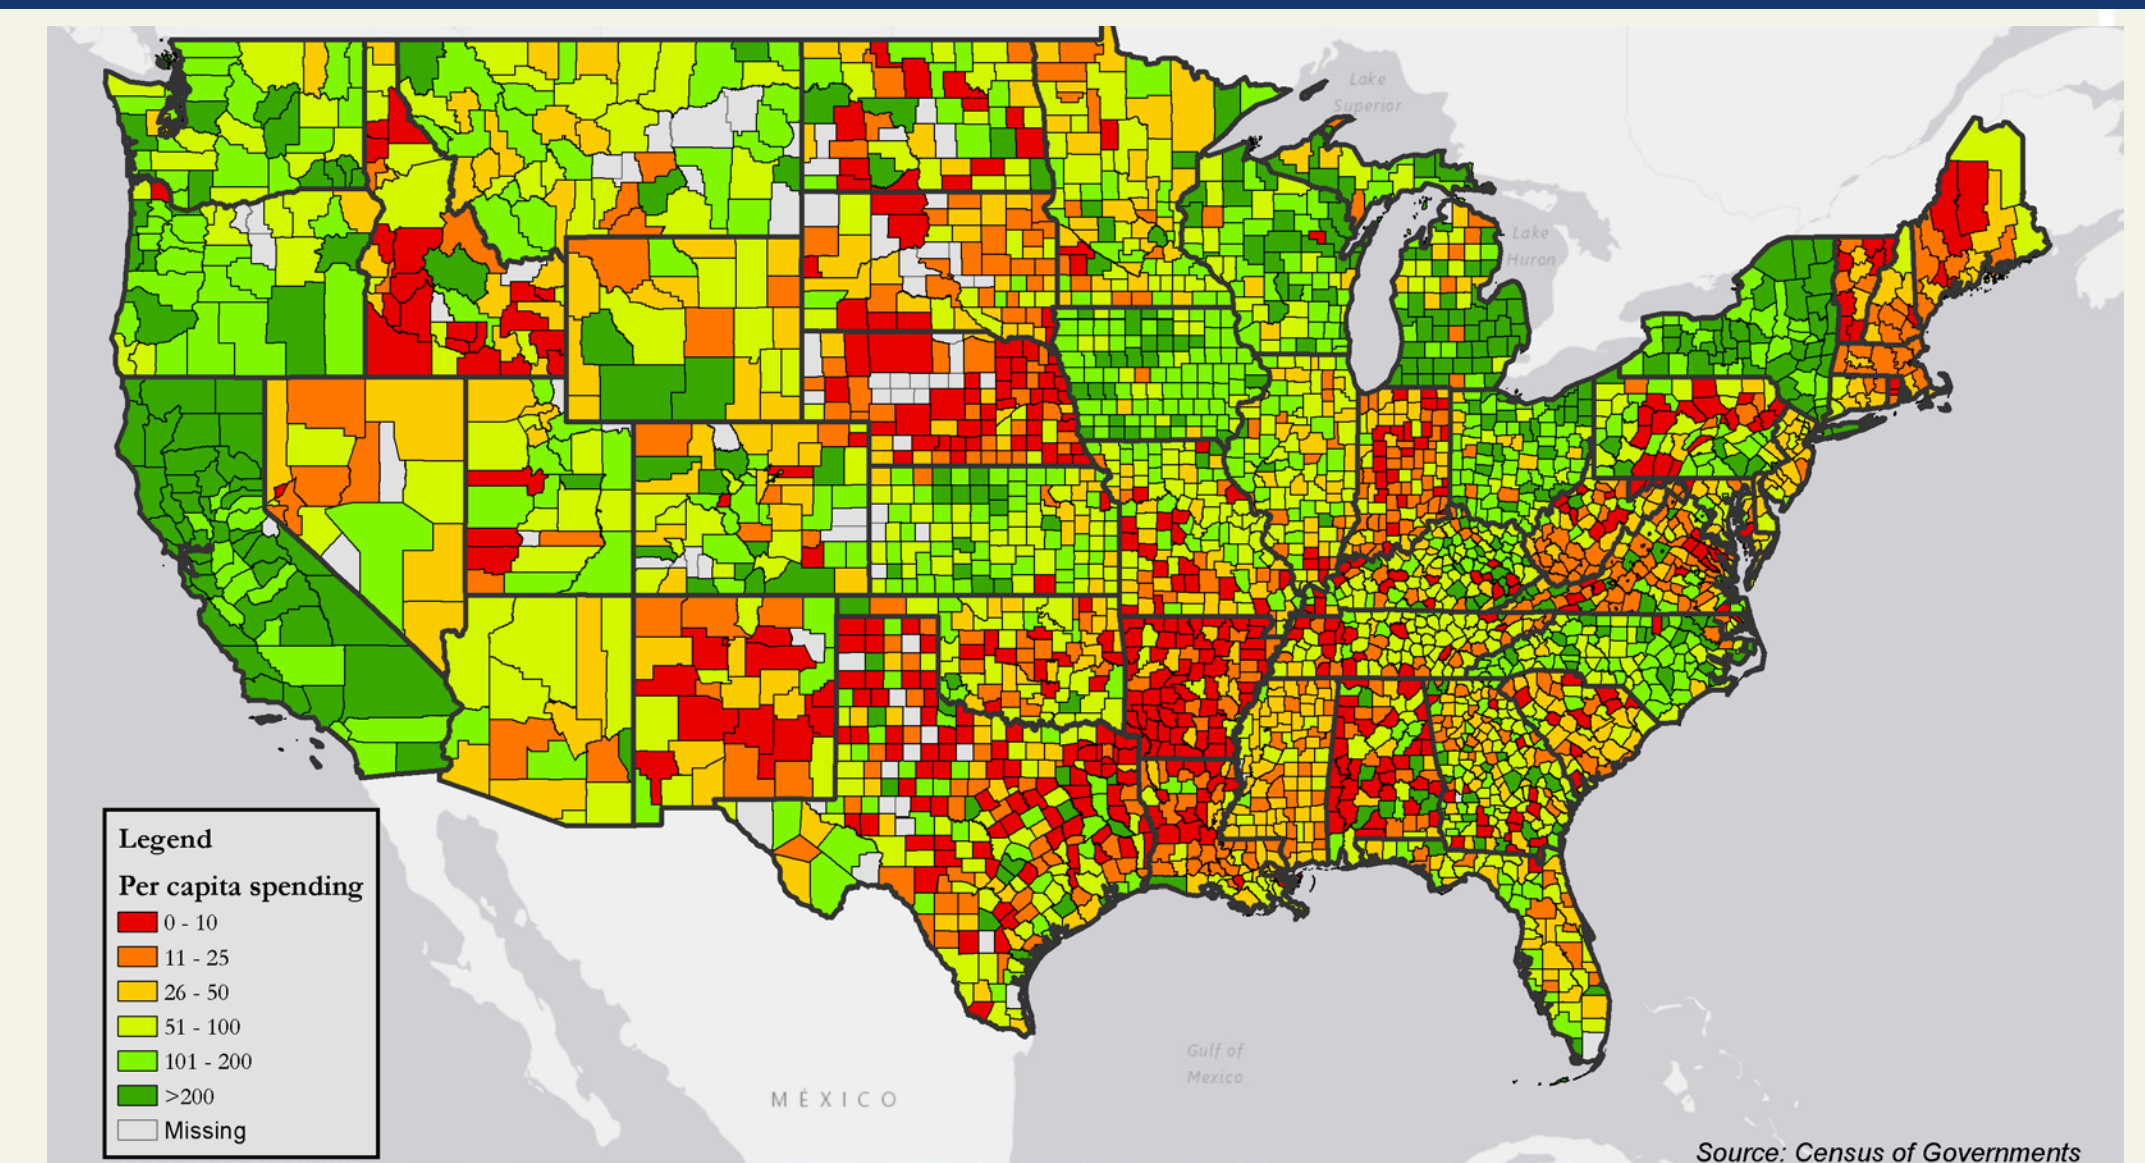 Lake
Superior
Lake
Huron
Legend
Per capita spending
0 - 10
11 - 25
26 - 50
51 - 100
101 - 200
>200
Missing
Gulf of
Mexico
MÉXICO
Source: Census of Governments